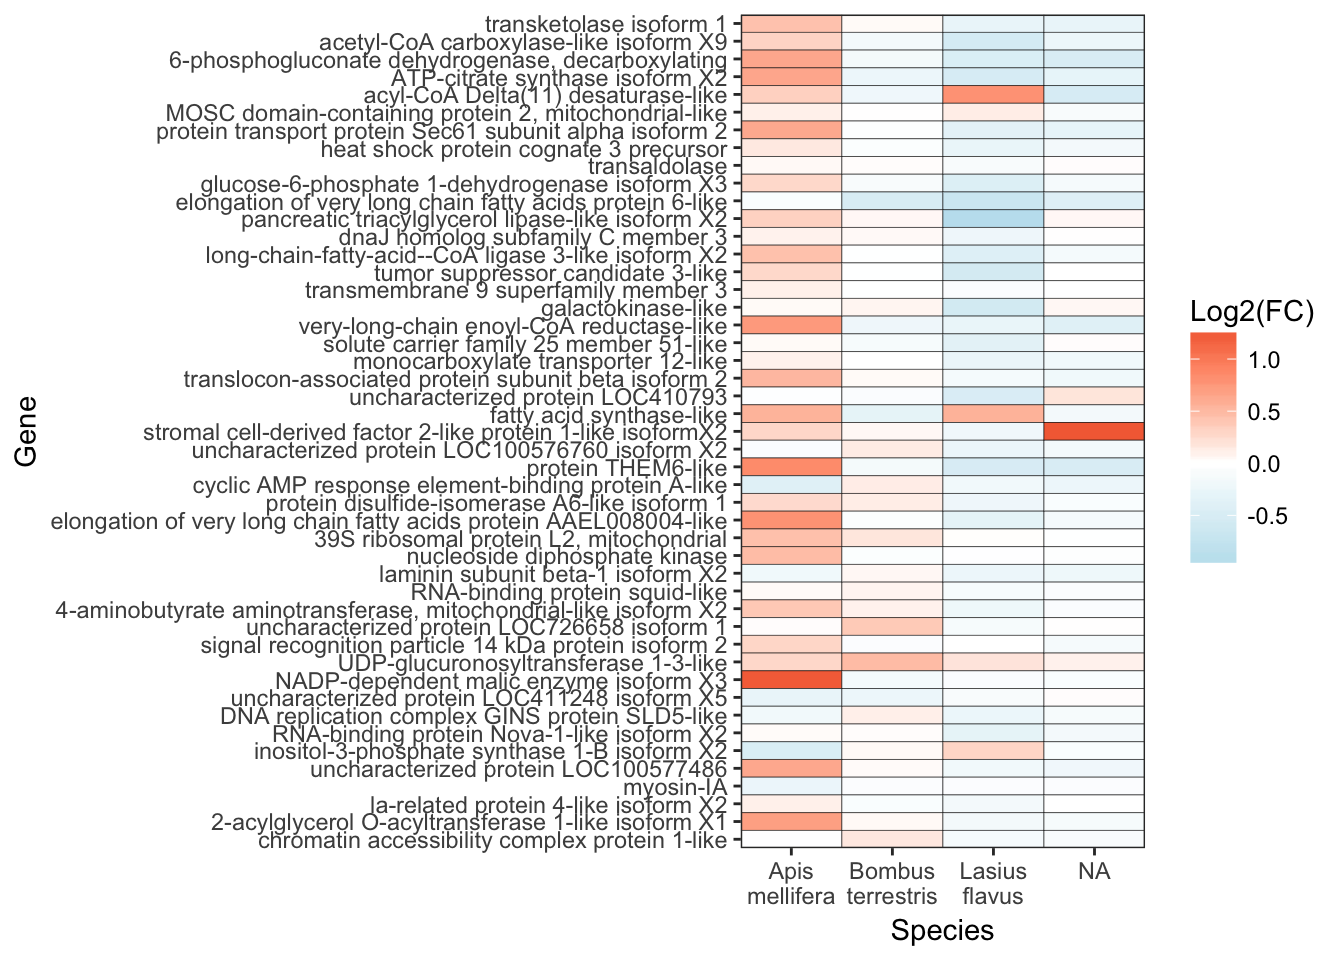 transketolase isoform 1
acetyl-CoA carboxylase-like isoform X9
6-phosphogluconate dehydrogenase, decarboxylating
ATP-citrate synthase isoform X2
acyl-CoA Delta(11) desaturase-like
MOSC domain-containing protein 2, mitochondrial-like
protein transport protein Sec61 subunit alpha isoform 2
heat shock protein cognate 3 precursor
transaldolase
glucose-6-phosphate 1-dehydrogenase isoform X3
elongation of very long chain fatty acids protein 6-like
pancreatic triacylglycerol lipase-like isoform X2
dnaJ homolog subfamily C member 3
long-chain-fatty-acid--CoA ligase 3-like isoform X2
tumor suppressor candidate 3-like
transmembrane 9 superfamily member 3
galactokinase-like
very-long-chain enoyl-CoA reductase-like
solute carrier family 25 member 51-like
monocarboxylate transporter 12-like
translocon-associated protein subunit beta isoform 2
uncharacterized protein LOC410793
fatty acid synthase-like
stromal cell-derived factor 2-like protein 1-like isoformX2
uncharacterized protein LOC100576760 isoform X2
protein THEM6-like
cyclic AMP response element-binding protein A-like
protein disulfide-isomerase A6-like isoform 1
elongation of very long chain fatty acids protein AAEL008004-like
39S ribosomal protein L2, mitochondrial
nucleoside diphosphate kinase
laminin subunit beta-1 isoform X2
RNA-binding protein squid-like
4-aminobutyrate aminotransferase, mitochondrial-like isoform X2
uncharacterized protein LOC726658 isoform 1
signal recognition particle 14 kDa protein isoform 2
UDP-glucuronosyltransferase 1-3-like
NADP-dependent malic enzyme isoform X3
uncharacterized protein LOC411248 isoform X5
DNA replication complex GINS protein SLD5-like
RNA-binding protein Nova-1-like isoform X2
inositol-3-phosphate synthase 1-B isoform X2
uncharacterized protein LOC100577486
myosin-IA
la-related protein 4-like isoform X2
2-acylglycerol O-acyltransferase 1-like isoform X1
chromatin accessibility complex protein 1-like
Gene
Apis
mellifera
Bombus
terrestris
Lasius
flavus
NA
Species
Log2(FC)
1.0
0.5
0.0
-0.5